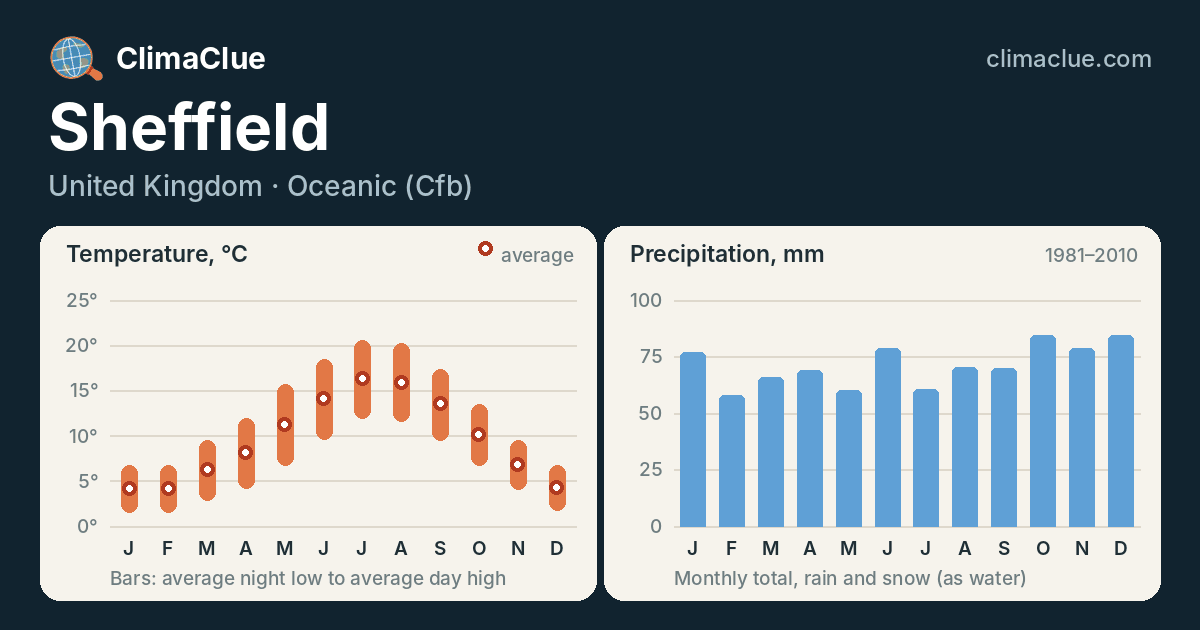 ClimaClue
climaclue.com
Sheffield
United Kingdom · Oceanic (Cfb)
Temperature, °C
average
25°
20°
15°
10°
5°
0°
J F M A M J J A S O N D
Bars: average night low to average day high
Precipitation, mm
1981–2010
100
75
50
25
0
J F M A M J J A S O N D
Monthly total, rain and snow (as water)